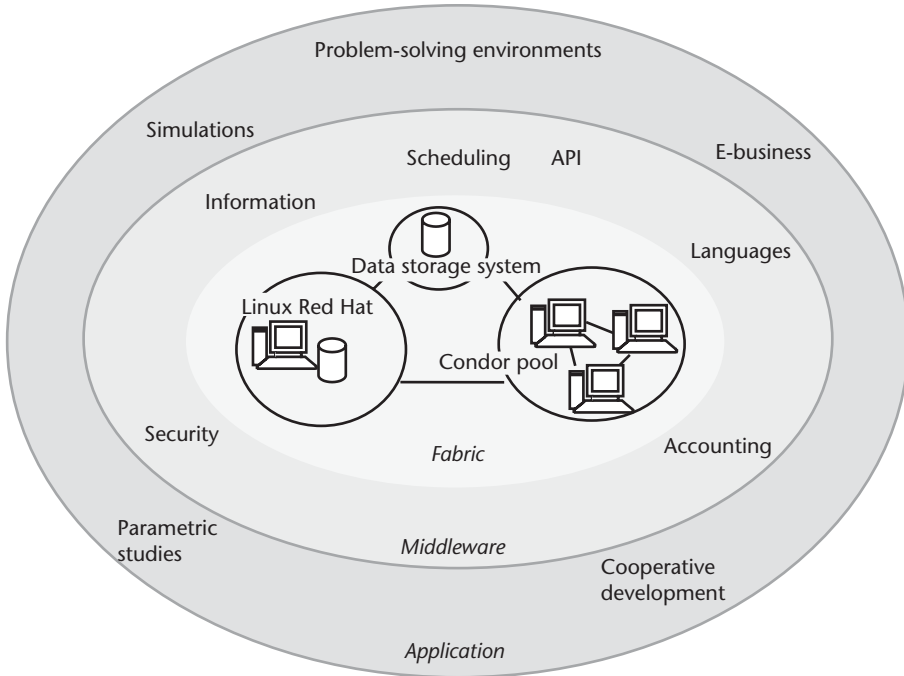 Problem-solving environments
Simulations
E-business
Scheduling API
Information
Languages
Data storage system
Linux Red Hat
Condor pool
Security
Accounting
Fabric
Parametric
studies
Middleware
Cooperative
development
Application